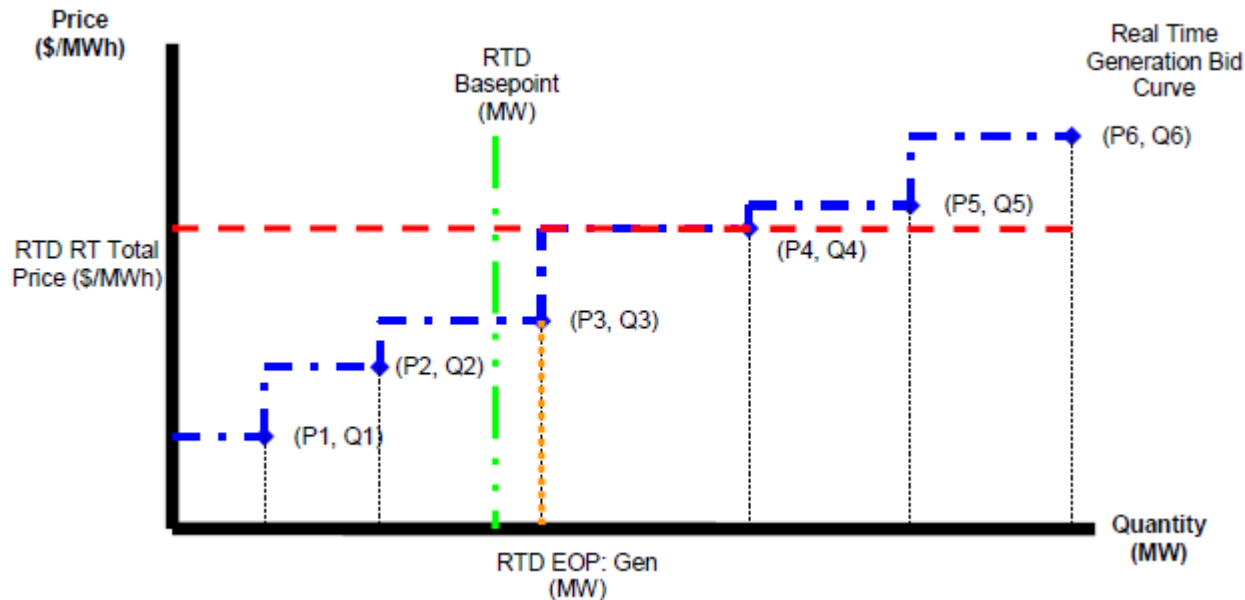 Price
($/MWh)
RTD
Basepoint
(MW)
Real Time
Generation Bid
Curve
(P6, Q6)
(P5, Q5)
RTD RT Total
Price ($/MWh)
(P4, Q4)
(P3, Q3)
(P2, Q2)
(P1, Q1)
Quantity
(MW)
RTD EOP: Gen
(MW)